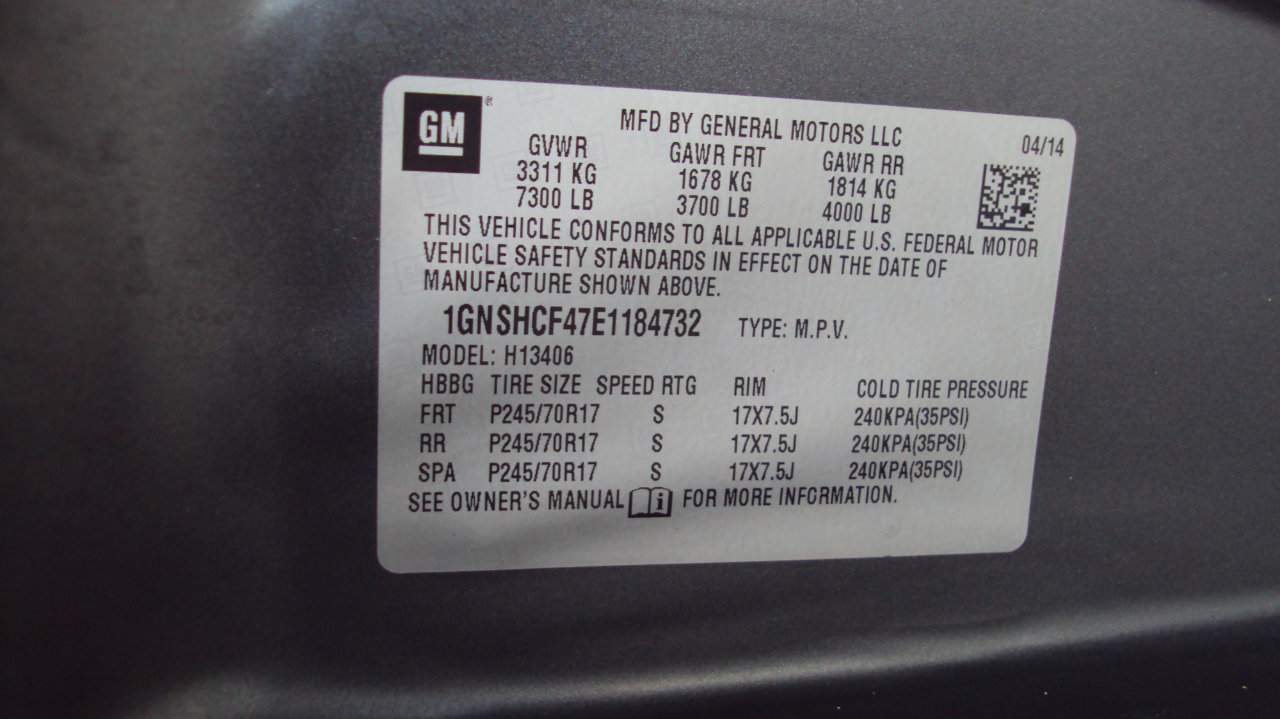 GM ®
MFD BY GENERAL MOTORS LLC
04/14
GVWR GAWR FRT GAWR RR
3311 KG 1678 KG 1814 KG
7300 LB 3700 LB 4000 LB
THIS VEHICLE CONFORMS TO ALL APPLICABLE U.S. FEDERAL MOTOR
VEHICLE SAFETY STANDARDS IN EFFECT ON THE DATE OF
MANUFACTURE SHOWN ABOVE.
1GNSHCF47E1184732 TYPE: M.P.V.
MODEL: H13406
HBBG TIRE SIZE SPEED RTG RIM COLD TIRE PRESSURE
FRT P245/70R17 S 17X7.5J 240KPA(35PSI)
RR P245/70R17 S 17X7.5J 240KPA(35PSI)
SPA P245/70R17 S 17X7.5J 240KPA(35PSI)
SEE OWNER'S MANUAL i FOR MORE INFORMATION.